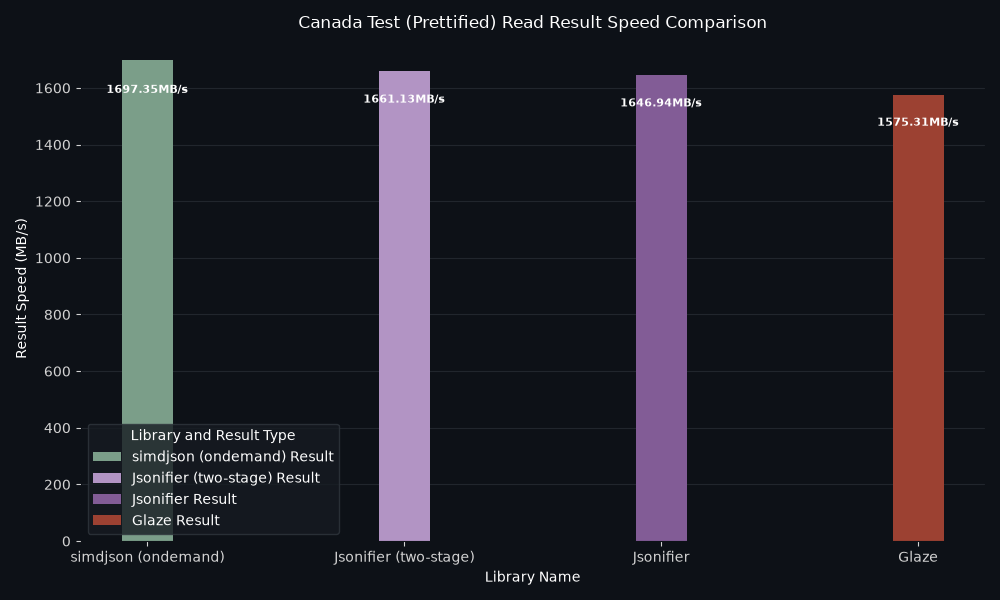 Canada Test (Prettified) Read Result Speed Comparison
Result Speed (MB/s)
1600
1400
1200
1000
800
600
400
200
0
1697.35MB/s
1661.13MB/s
1646.94MB/s
1575.31MB/s
Library and Result Type
simdjson (ondemand) Result
Jsonifier (two-stage) Result
Jsonifier Result
Glaze Result
simdjson (ondemand)
Jsonifier (two-stage)
Jsonifier
Glaze
Library Name